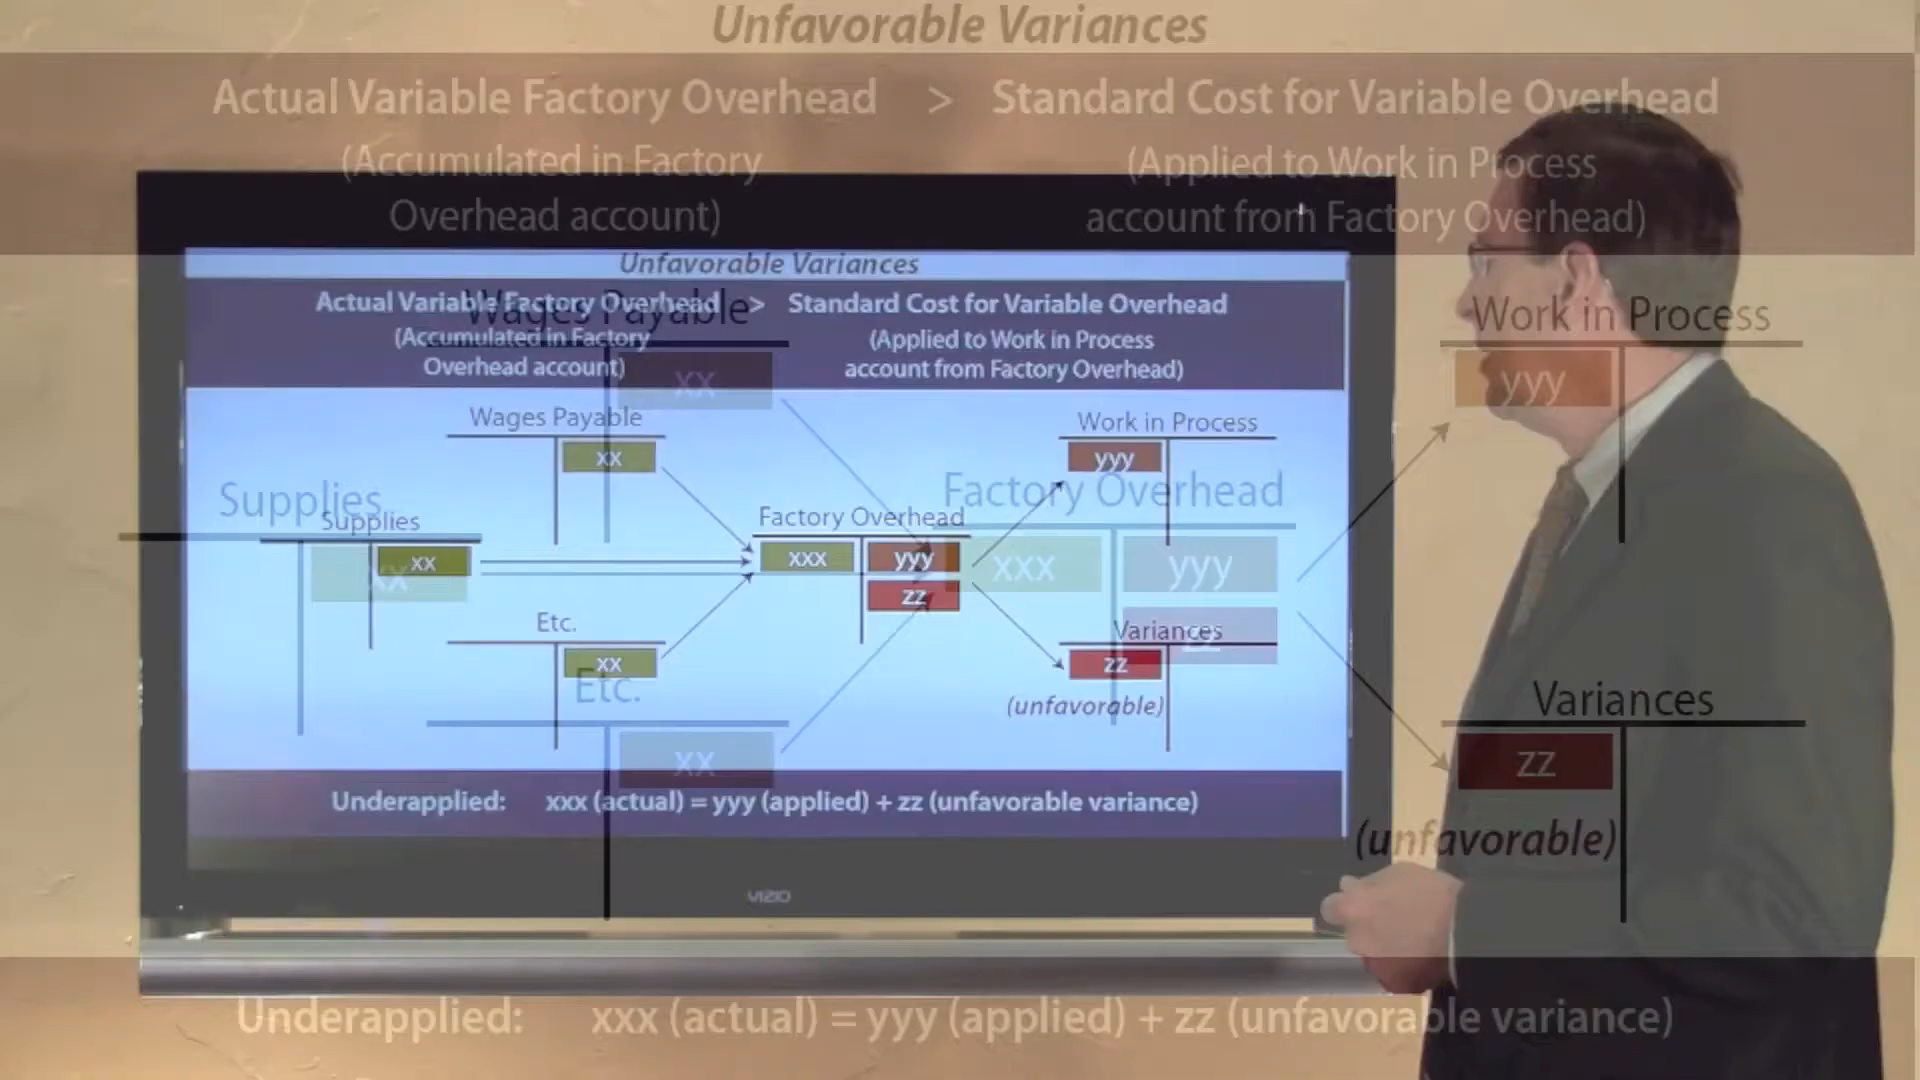 Unfavorable Variances
Actual Variable Factory Overhead > Standard Cost for Variable Overhead
(Accumulated in Factory
Overhead account)
(Applied to Work in Process
account from Factory Overhead)
Wages Payable
xx
Supplies
xx
Etc.
xx
Factory Overhead
xxx
yyy
zz
Work in Process
yyy
Variances
zz
(unfavorable)
Underapplied: xxx (actual) = yyy (applied) + zz (unfavorable variance)
Unfavorable Variances
Actual Variable Factory Overhead > Standard Cost for Variable Overhead
(Accumulated in Factory
Overhead account)
(Applied to Work in Process
account from Factory Overhead)
Wages Payable
xx
Supplies
xx
Etc.
xx
Factory Overhead
xxx
yyy
zz
Work in Process
yyy
Variances
zz
(unfavorable)
Underapplied: xxx (actual) = yyy (applied) + zz (unfavorable variance)
VIZIO